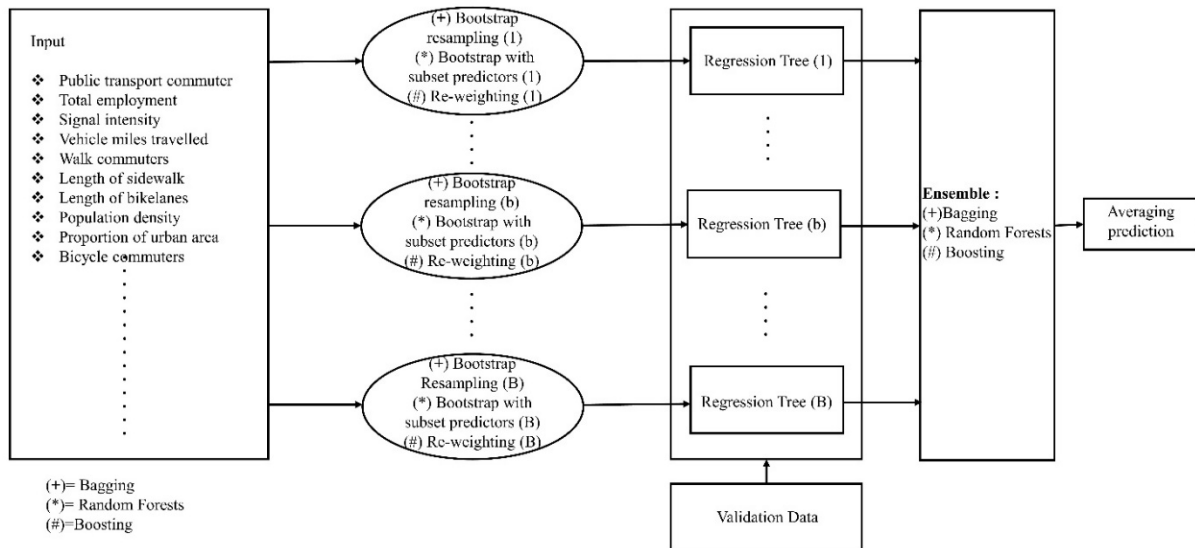 Input
❖ Public transport commuter
❖ Total employment
❖ Signal intensity
❖ Vehicle miles travelled
❖ Walk commuters
❖ Length of sidewalk
❖ Length of bikelanes
❖ Population density
❖ Proportion of urban area
❖ Bicycle commuters
(+) Bootstrap
resampling (1)
(*) Bootstrap with
subset predictors (1)
(#) Re-weighting (1)
(+) Bootstrap
resampling (b)
(*) Bootstrap with
subset predictors (b)
(#) Re-weighting (b)
(+) Bootstrap
Resampling (B)
(*) Bootstrap with
subset predictors (B)
(#) Re-weighting (B)
Regression Tree (1)
Regression Tree (b)
Regression Tree (B)
Validation Data
Ensemble :
(+)Bagging
(*) Random Forests
(#) Boosting
Averaging
prediction
(+)= Bagging
(*)= Random Forests
(#)=Boosting